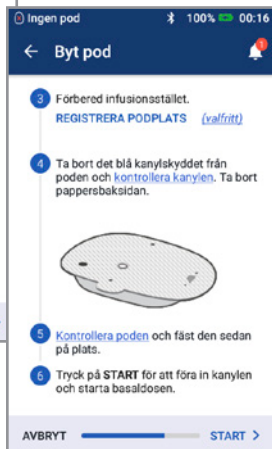 Ingen pod 100% 00:16
← Byt pod 1
3 Förbered infusionsstället.
REGISTRERA PODPLATS (valfritt)
4 Ta bort det blå kanylskyddet från
poden och kontrollera kanylen. Ta bort
pappersbaksidan.
5 Kontrollera poden och fäst den sedan
på plats.
6 Tryck på START för att föra in kanylen
och starta basaldosen.
AVBRYT START >